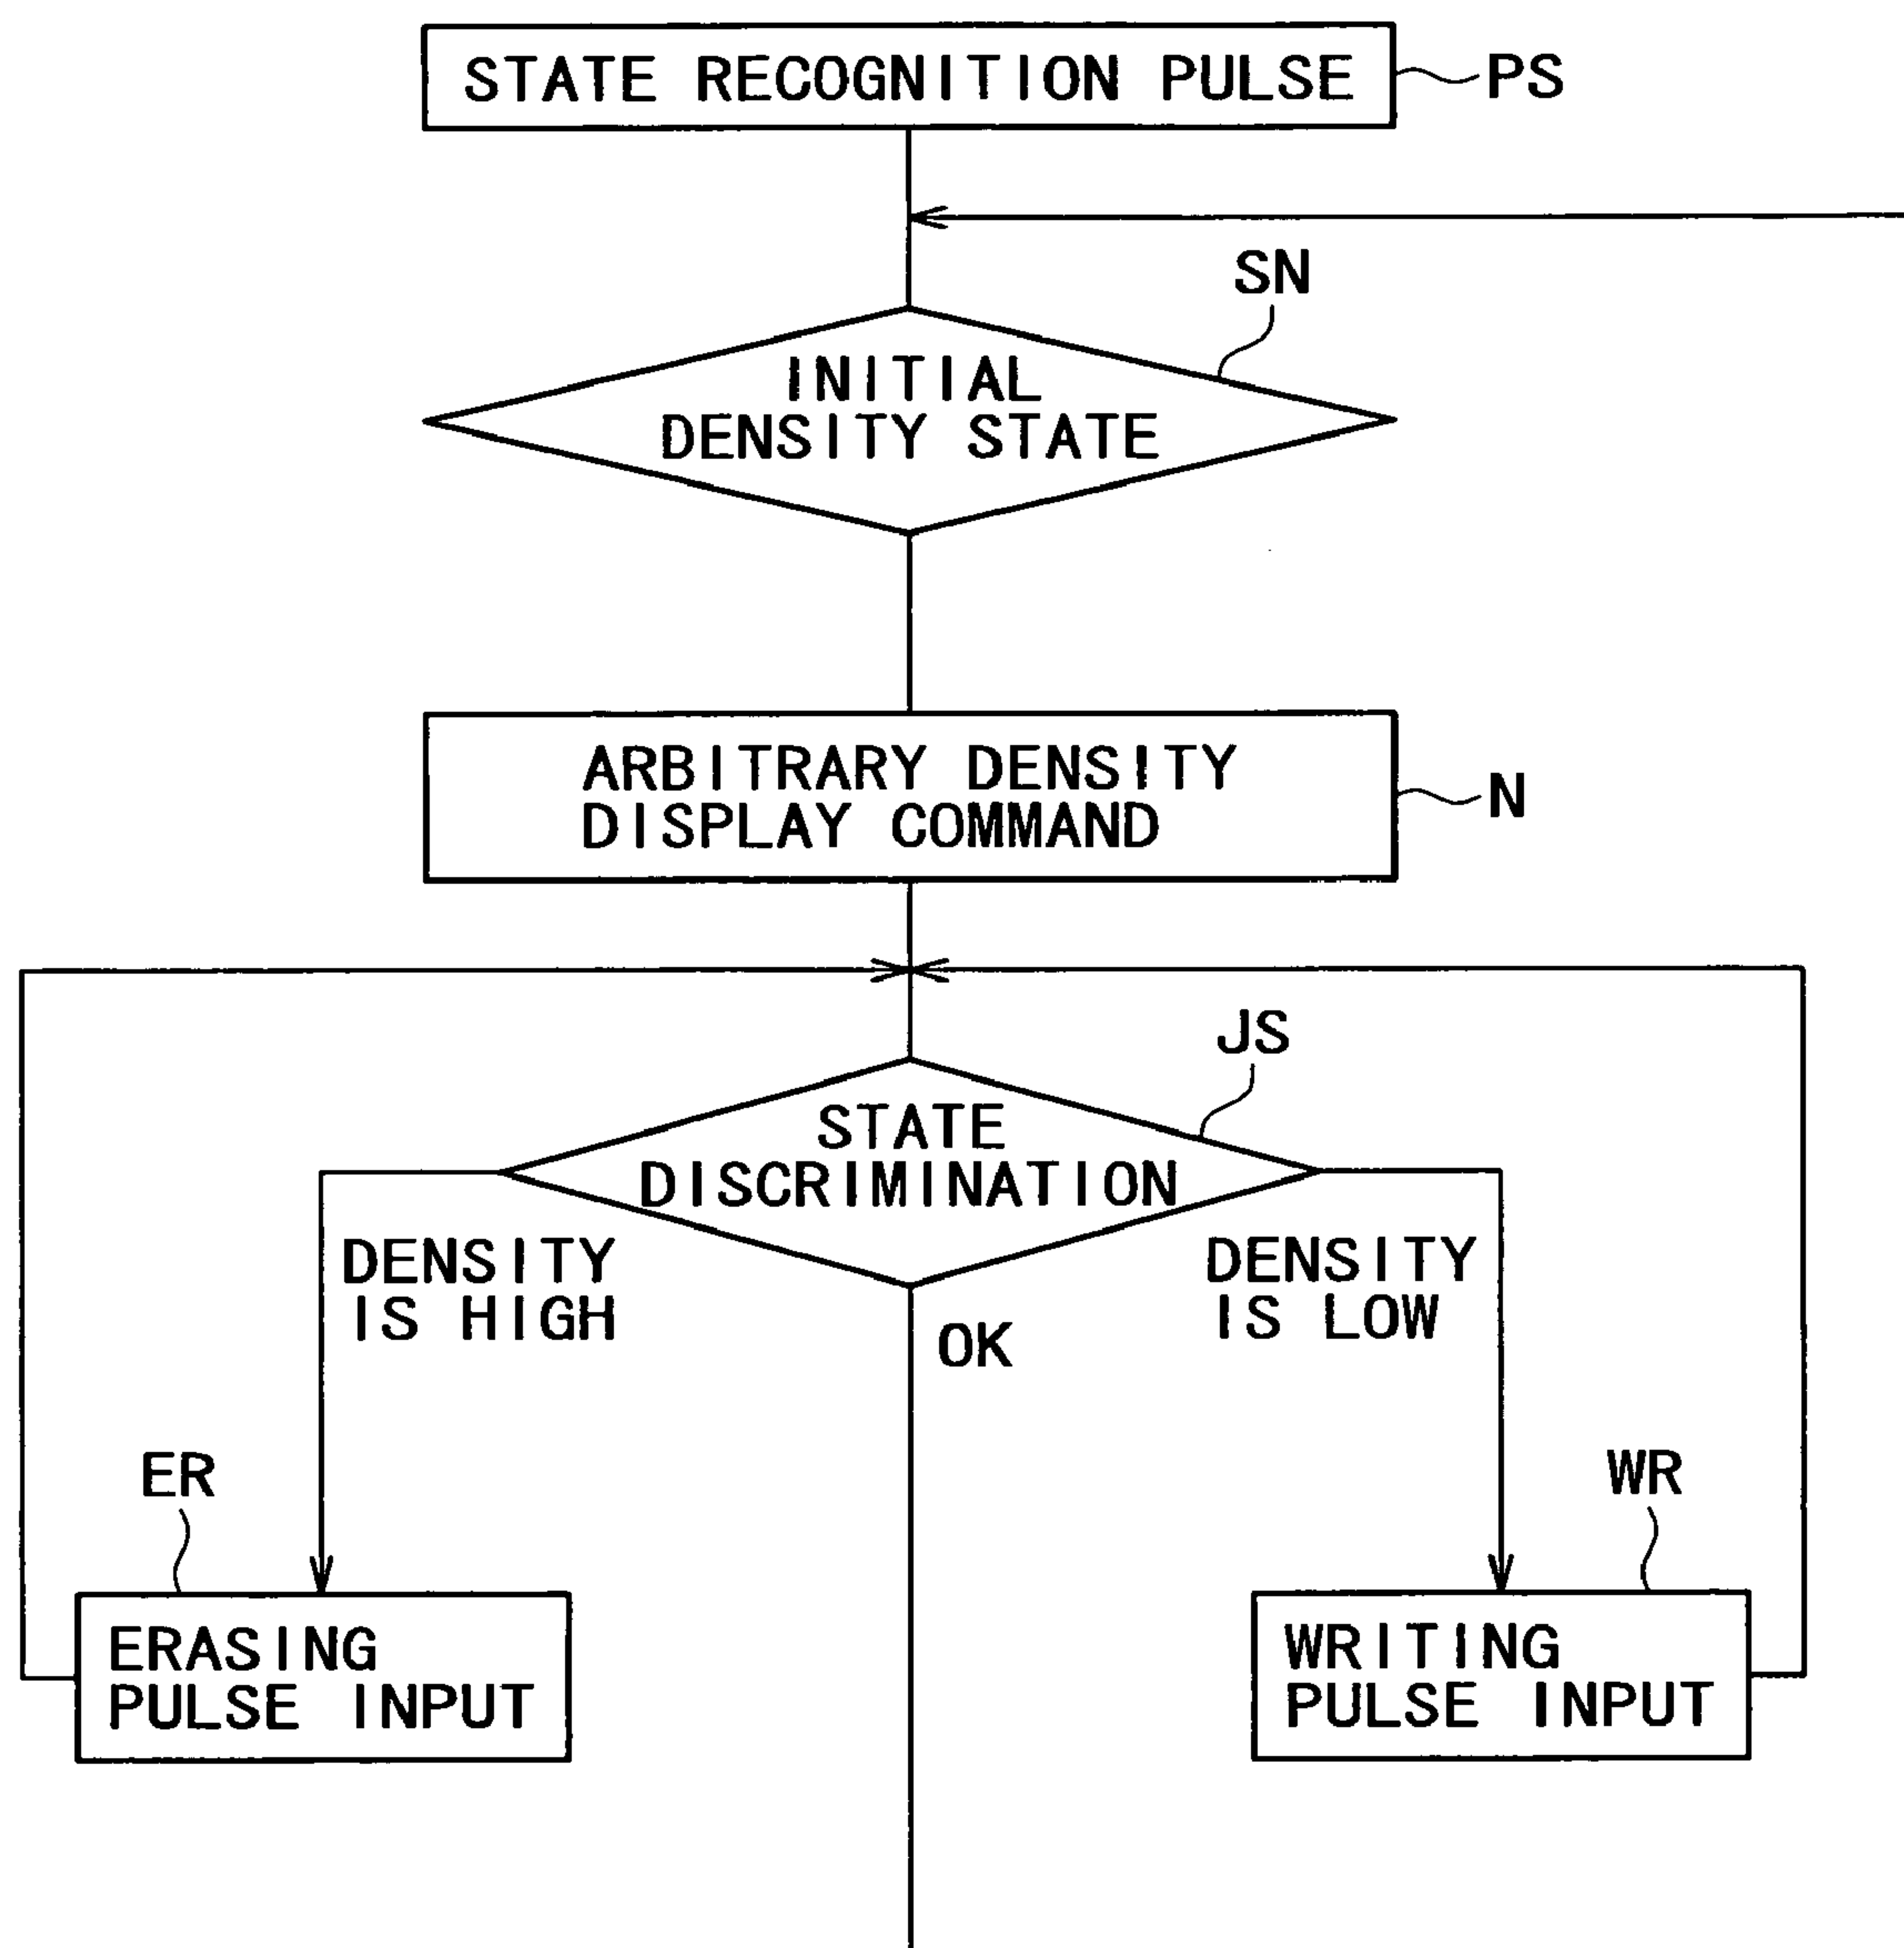 STATE RECOGNITION PULSE
PS
SN
INITIAL
DENSITY STATE
ARBITRARY DENSITY
DISPLAY COMMAND
N
JS
STATE
DISCRIMINATION
DENSITY
IS HIGH
DENSITY
IS LOW
OK
ER
WR
ERASING
PULSE INPUT
WRITING
PULSE INPUT